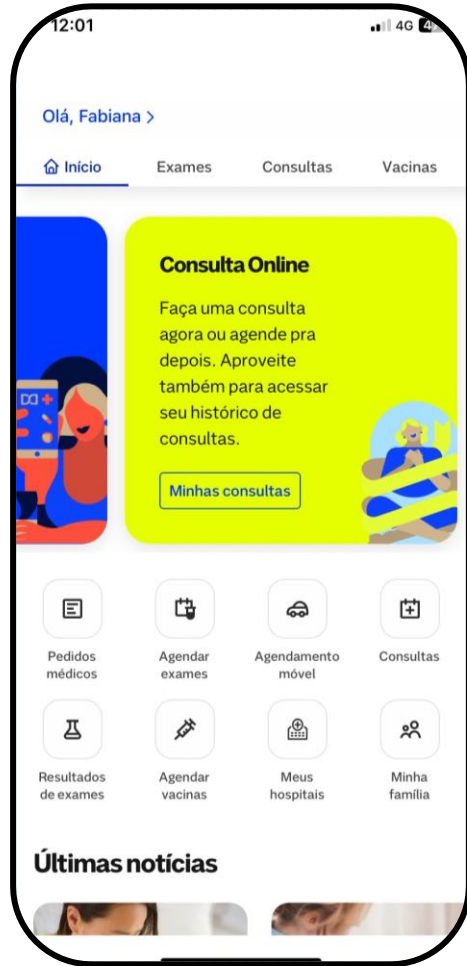 12:01
4G
Olá, Fabiana >
Início Exames Consultas Vacinas
Consulta Online
Faça uma consulta
agora ou agende pra
depois. Aproveite
também para acessar
seu histórico de
consultas.
Minhas consultas
Pedidos
médicos
Agendar
exames
Agendamento
móvel
Consultas
Resultados
de exames
Agendar
vacinas
Meus
hospitais
Minha
família
Últimas notícias